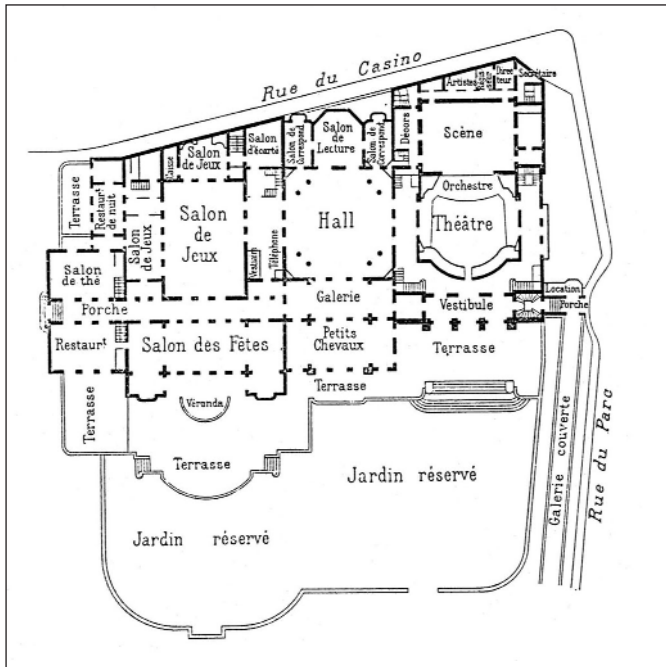 Rue du Casino
Artistes
Direc
teur
Secrétaire
Décors
Scène
Caisse
Salon
de Jeux
Salon
d'écarté
Salon de
Correspond
Salon
de
Lecture
Salon de
Correspond
Orchestre
Théâtre
Terrasse
Restaurt
de nuit
Salon de Jeux
Salon
de
Jeux
Hall
Vestiaire
Téléphone
Salon
de thé
Galerie
Vestibule
Location
Porche
Porche
Restaurt
Salon des Fêtes
Petits
Chevaux
Terrasse
Terrasse
Terrasse
Véranda
Terrasse
Jardin réservé
Jardin réservé
Galerie couverte
Rue du Parc